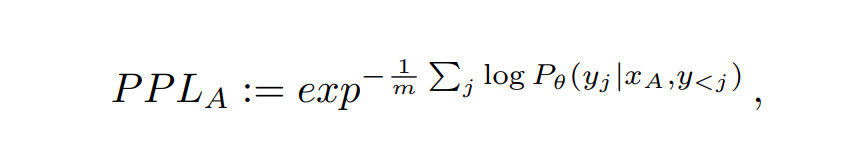 $PPL_A := exp^{-\frac{1}{m} \sum_j \log P_\theta(y_j|x_A, y_{<j})},$